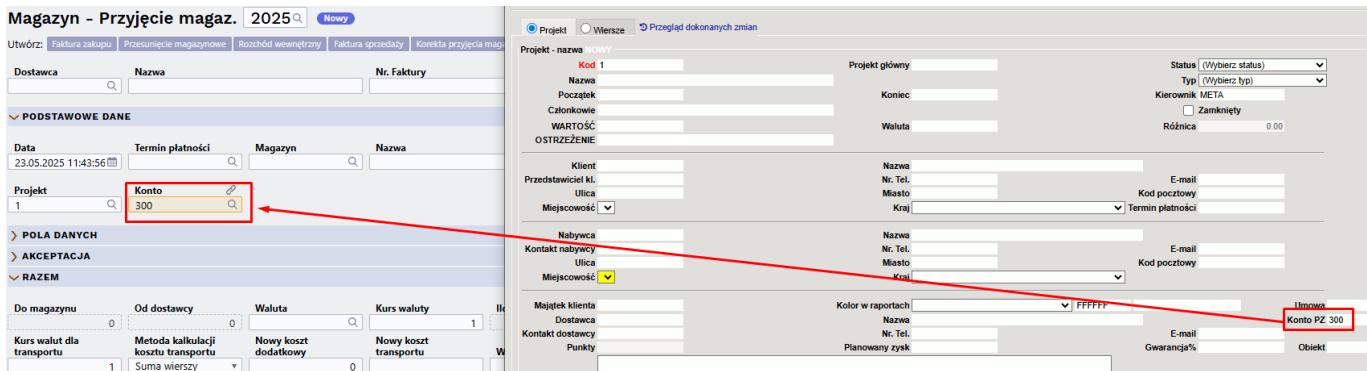 Magazyn - Przyjęcie magaz. 2025 Nowy
Utwórz: Faktura zakupu Przesunięcie magazynowe Rozchód wewnętrzny Faktura sprzedaży Korekta przyjęcia
Dostawca Nazwa Nr. Faktury
PODSTAWOWE DANE
Data Termin płatności Magazyn Nazwa
23.05.2025 11:43:56
Projekt Konto
1 300
POLA DANYCH
AKCEPTACJA
RAZEM
Do magazynu Od dostawcy Waluta Kurs waluty
0 0 1
Kurs walut dla transportu Metoda kalkulacji kosztu transportu Nowy koszt dodatkowy Nowy koszt transportu
1 Suma wierszy 0
Projekt Wiersze Przegląd dokonanych zmian
Projekt - nazwa NOWY
Kod 1 Projekt główny Status (Wybierz status)
Nazwa Typ (Wybierz typ)
Początek Koniec Kierownik META
Członkowie Zamknięty
WARTOŚĆ Waluta Różnica 0.00
OSTRZEŻENIE
Klient Nazwa
Przedstawiciel kl. Nr. Tel. E-mail
Ulica Miasto Kod pocztowy
Miejscowość Kraj Termin płatności
Nabywca Nazwa
Kontakt nabywcy Nr. Tel. E-mail
Ulica Miasto Kod pocztowy
Miejscowość Kraj
Majątek klienta Kolor w raportach FFFFFF Umowa
Dostawca Nazwa Konto PZ 300
Kontakt dostawcy Nr. Tel. E-mail
Punkty Planowany zysk Gwarancja% Obiekt